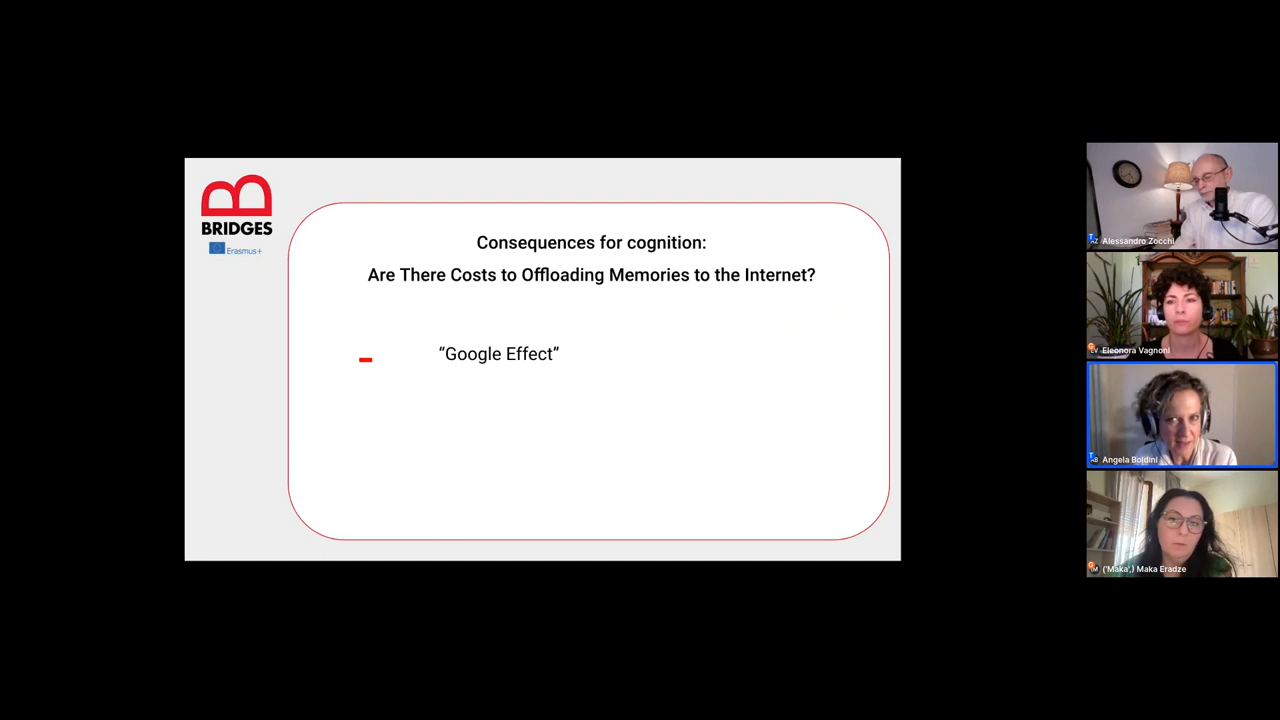 BRIDGES
Erasmus+
Consequences for cognition:
Are There Costs to Offloading Memories to the Internet?
“Google Effect”
Alessandro Zocchi
Eleonora Vagnoni
Angela Boldini
('Maka',) Maka Eradze